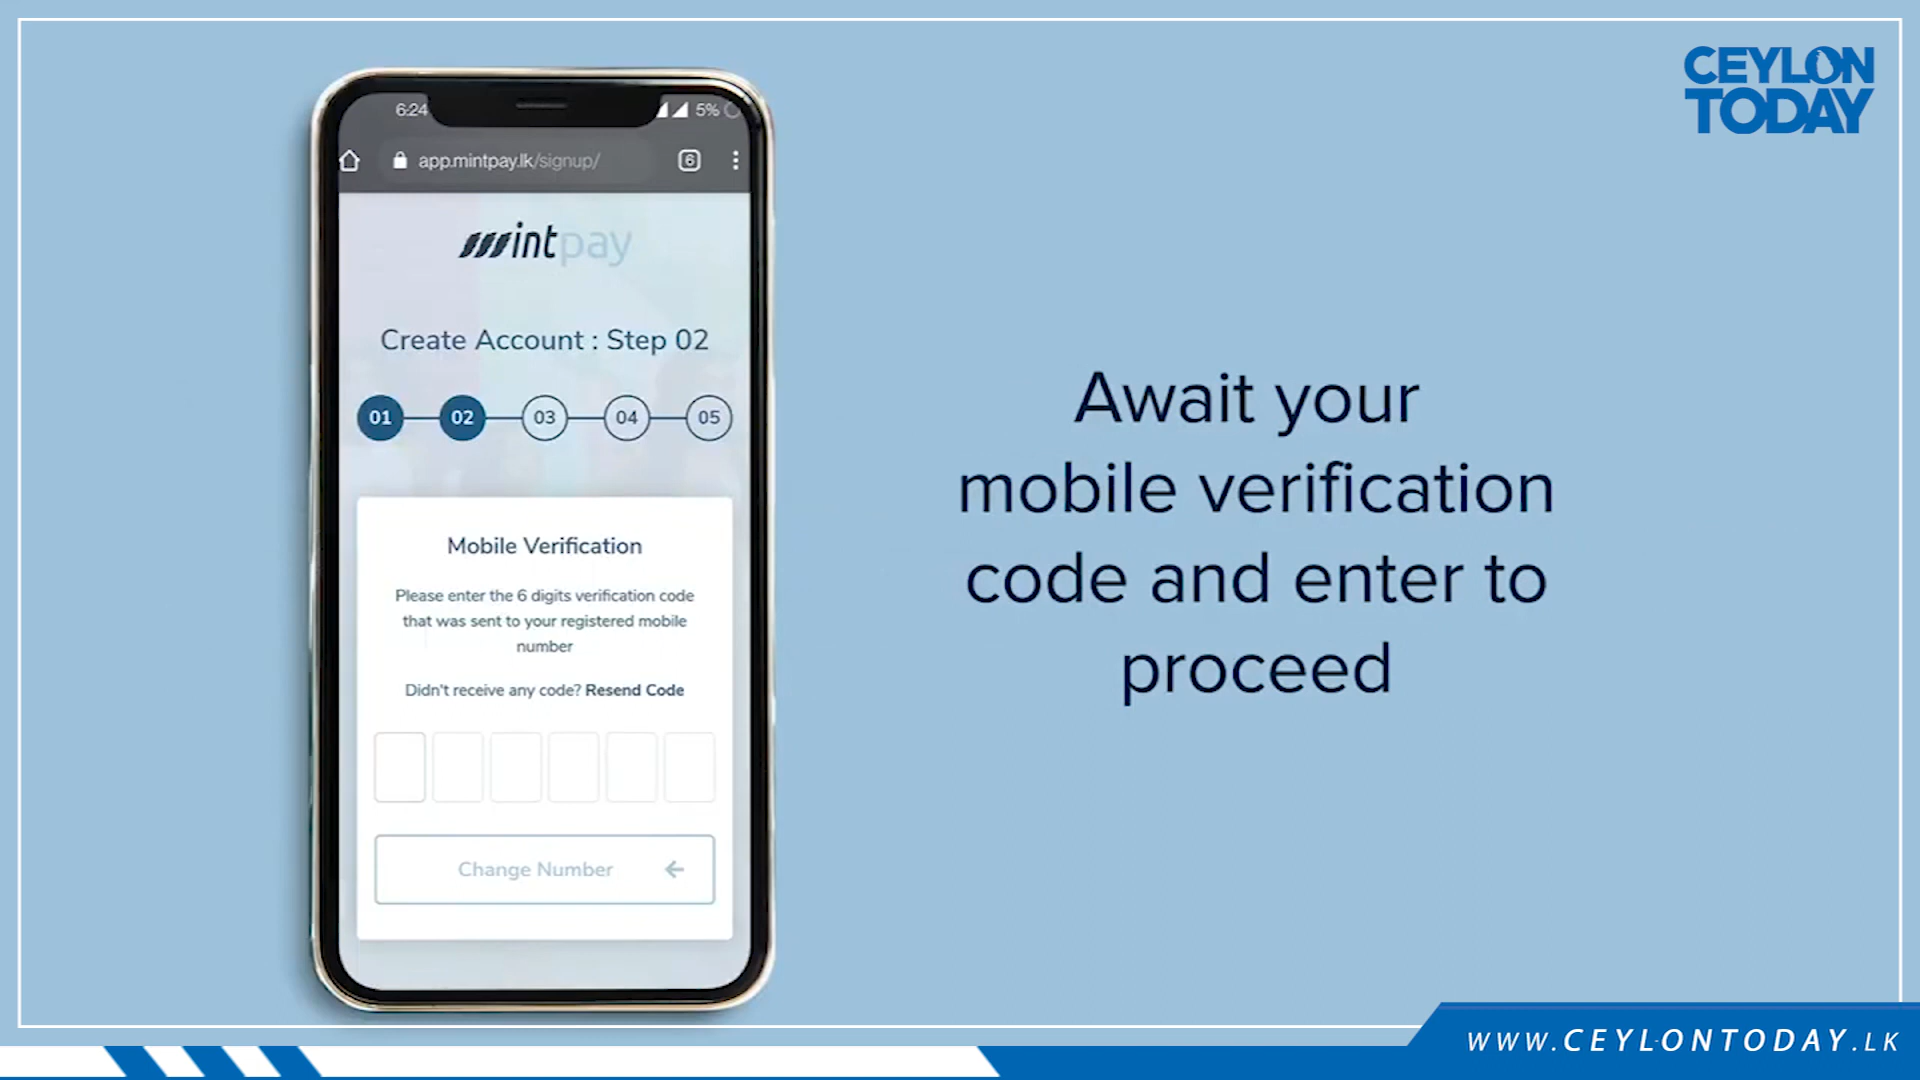 CEYLON
TODAY
6:24
5%
app.mintpay.lk/signup/
6
mintpay
Create Account : Step 02
01 02 03 04 05
Mobile Verification
Please enter the 6 digits verification code
that was sent to your registered mobile
number
Didn't receive any code? Resend Code
Change Number
Await your
mobile verification
code and enter to
proceed
WWW.CEYLONTODAY.LK